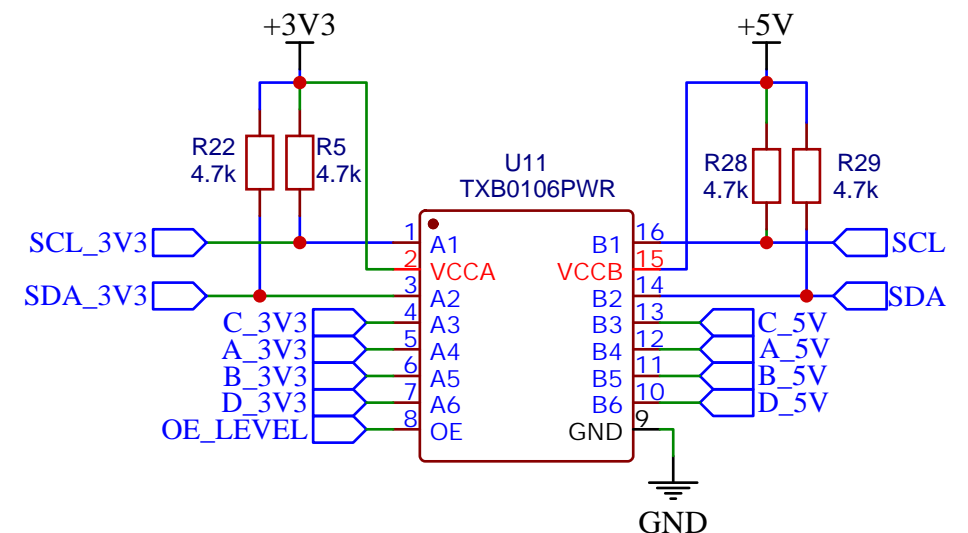 +3V3
+5V
R22
4.7k
R5
4.7k
U11
TXB0106PWR
R28
4.7k
R29
4.7k
SCL_3V3
1
A1
B1
16
SCL
2
VCCA
VCCB
15
SDA_3V3
3
A2
B2
14
SDA
C_3V3
4
A3
B3
13
C_5V
A_3V3
5
A4
B4
12
A_5V
B_3V3
6
A5
B5
11
B_5V
D_3V3
7
A6
B6
10
D_5V
OE_LEVEL
8
OE
GND
9
GND